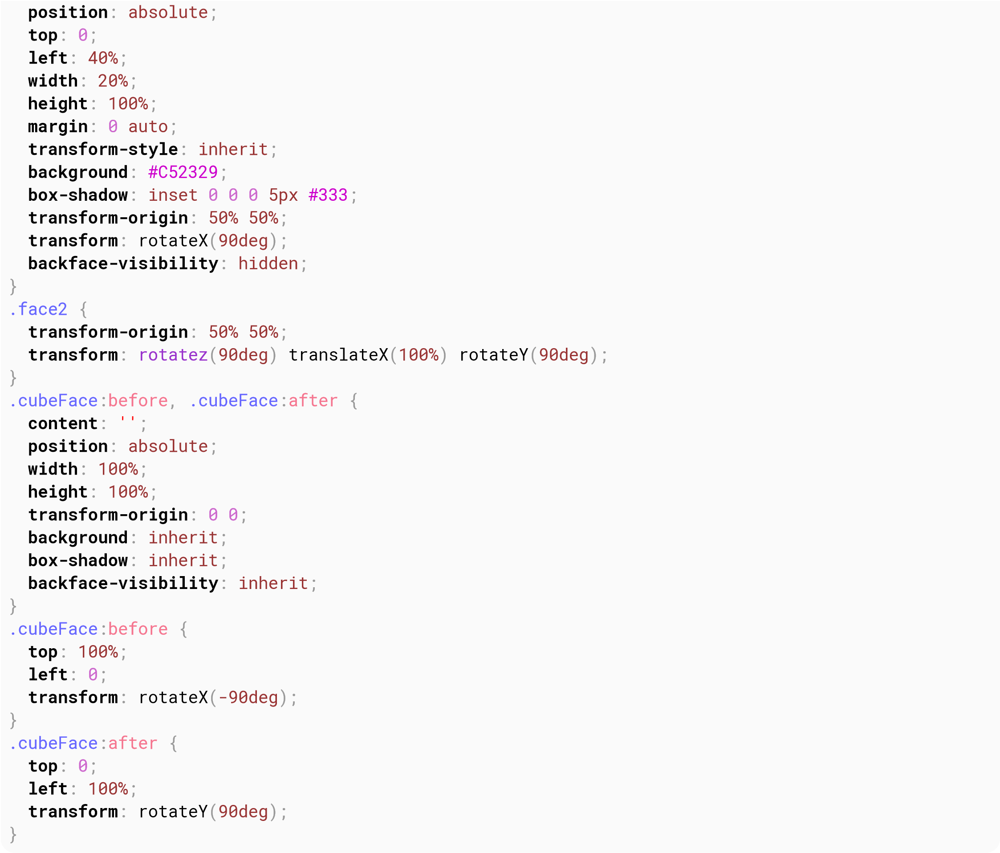 position: absolute;
top: 0;
left: 40%;
width: 20%;
height: 100%;
margin: 0 auto;
transform-style: inherit;
background: #C52329;
box-shadow: inset 0 0 0 5px #333;
transform-origin: 50% 50%;
transform: rotateX(90deg);
backface-visibility: hidden;
}
.face2 {
transform-origin: 50% 50%;
transform: rotatez(90deg) translateX(100%) rotateY(90deg);
}
.cubeFace:before, .cubeFace:after {
content: '';
position: absolute;
width: 100%;
height: 100%;
transform-origin: 0 0;
background: inherit;
box-shadow: inherit;
backface-visibility: inherit;
}
.cubeFace:before {
top: 100%;
left: 0;
transform: rotateX(-90deg);
}
.cubeFace:after {
top: 0;
left: 100%;
transform: rotateY(90deg);
}